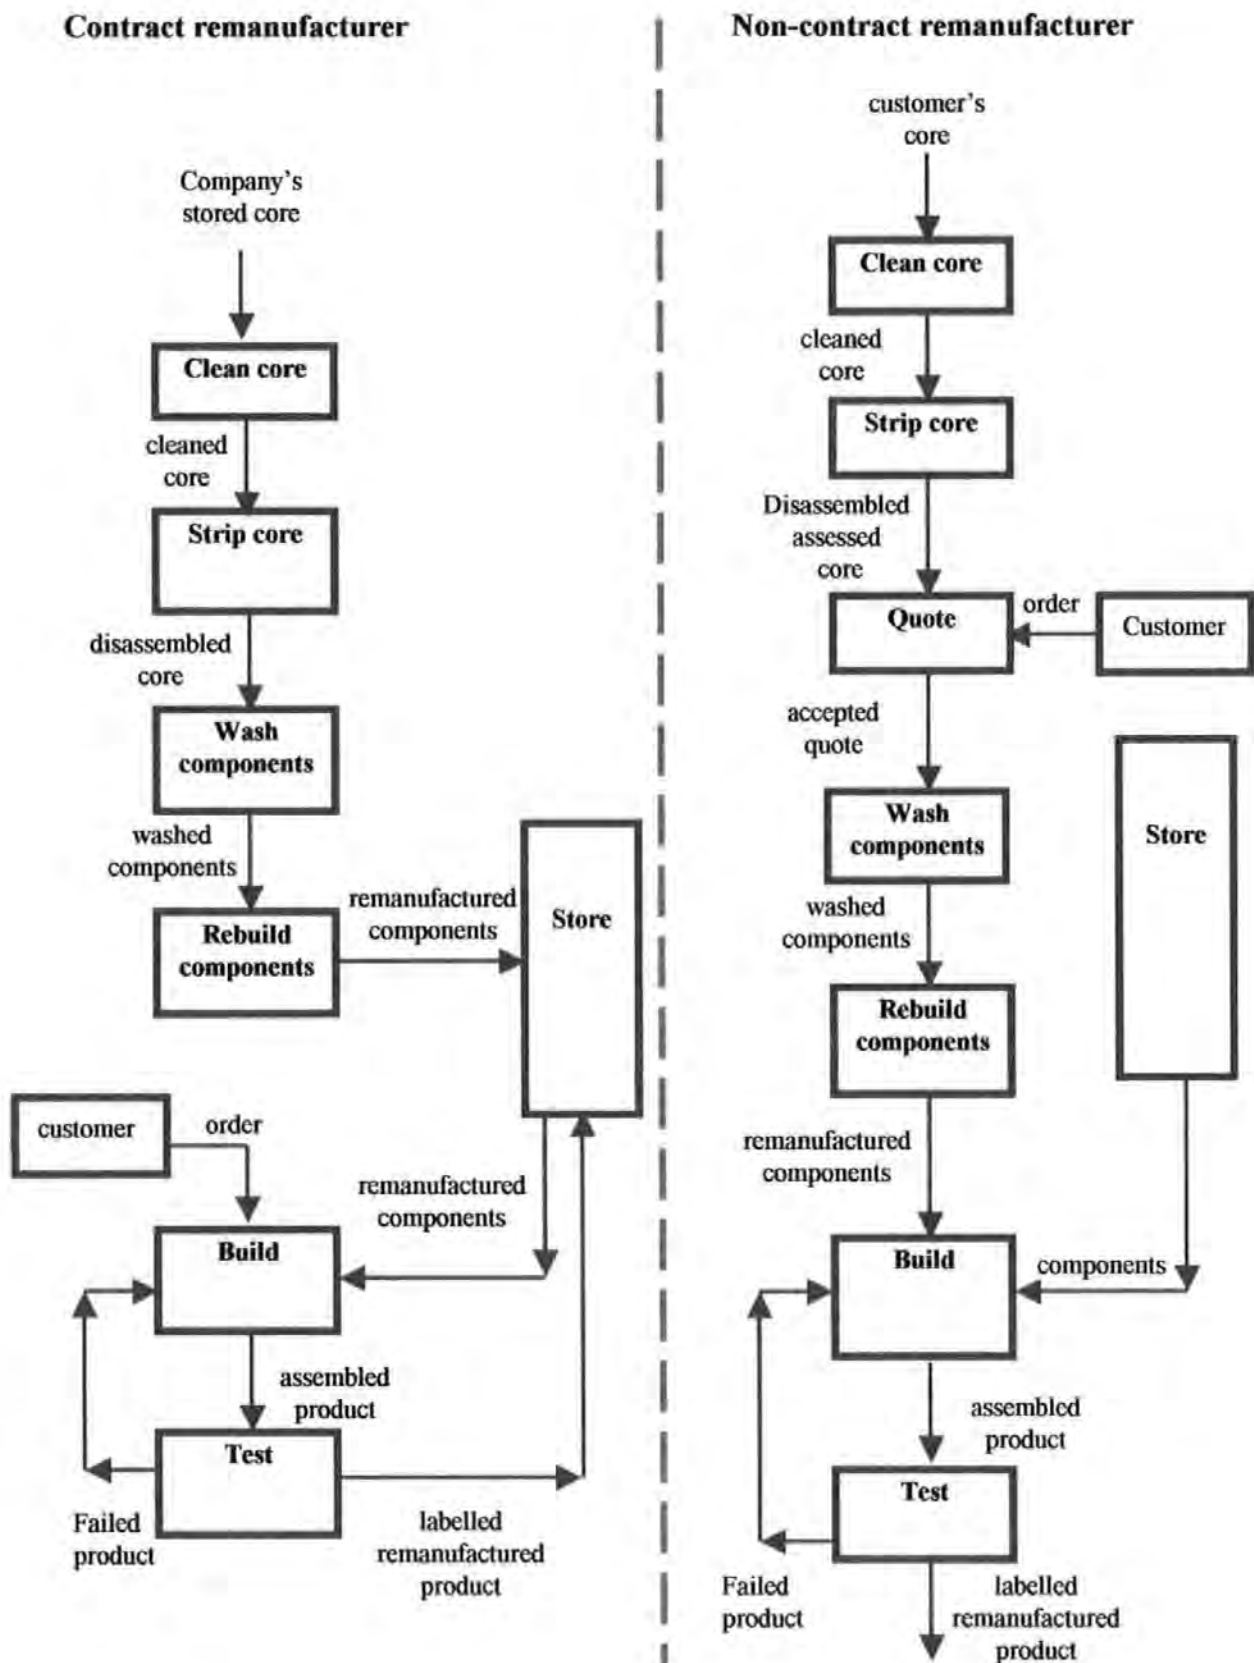 Contract remanufacturer
Company's
stored core
Clean core
cleaned
core
Strip core
disassembled
core
Wash
components
washed
components
Rebuild
components
remanufactured
components
Store
customer
order
remanufactured
components
Build
assembled
product
Test
Failed
product
labelled
remanufactured
product
Non-contract remanufacturer
customer's
core
Clean core
cleaned
core
Strip core
Disassembled
assessed
core
Quote
order
Customer
accepted
quote
Wash
components
Store
washed
components
Rebuild
components
remanufactured
components
Build
components
assembled
product
Test
Failed
product
labelled
remanufactured
product